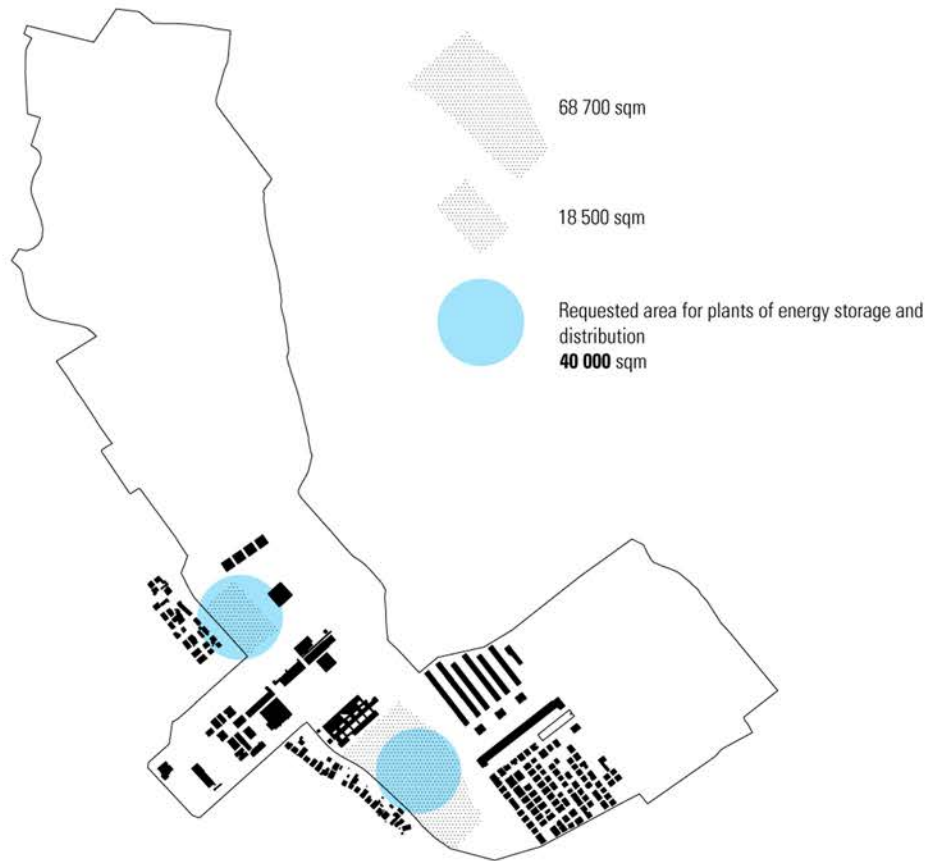 68 700 sqm
18 500 sqm
Requested area for plants of energy storage and
distribution
40 000 sqm